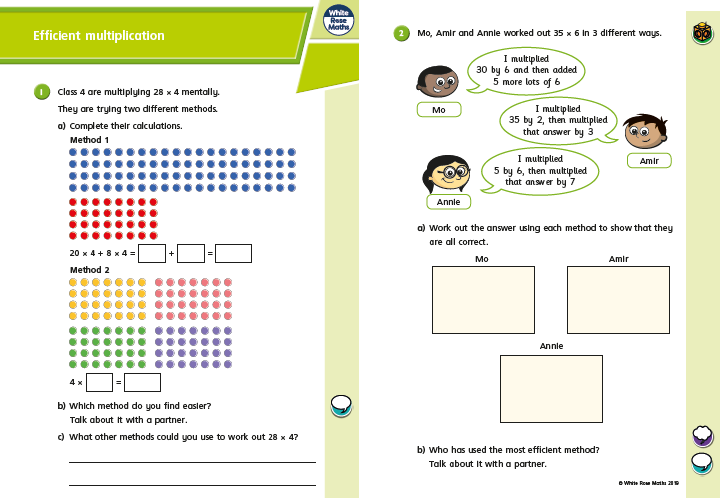 Efficient multiplication
White
Rose
Maths
1 Class 4 are multiplying 28 × 4 mentally.
They are trying two different methods.
a) Complete their calculations.
Method 1
20 × 4 + 8 × 4 = + =
Method 2
4 × =
b) Which method do you find easier?
Talk about it with a partner.
c) What other methods could you use to work out 28 × 4?
2 Mo, Amir and Annie worked out 35 × 6 in 3 different ways.
I multiplied
30 by 6 and then added
5 more lots of 6
Mo
I multiplied
35 by 2, then multiplied
that answer by 3
Amir
I multiplied
5 by 6, then multiplied
that answer by 7
Annie
a) Work out the answer using each method to show that they
are all correct.
Mo Amir
Annie
b) Who has used the most efficient method?
Talk about it with a partner.
© White Rose Maths 2019